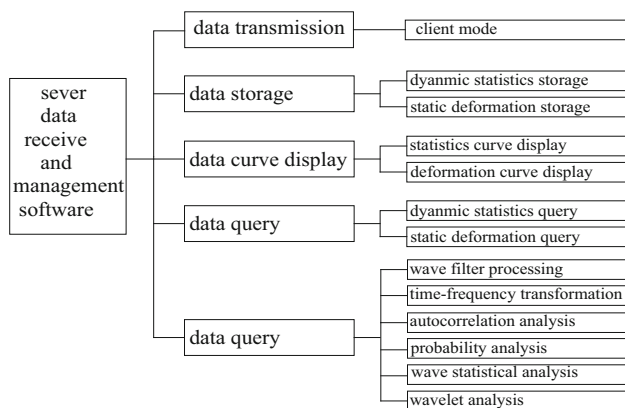 sever
data
receive
and
management
software
data transmission
client mode
data storage
dyanmic statistics storage
static deformation storage
data curve display
statistics curve display
deformation curve display
data query
dyanmic statistics query
static deformation query
data query
wave filter processing
time-frequency transformation
autocorrelation analysis
probability analysis
wave statistical analysis
wavelet analysis